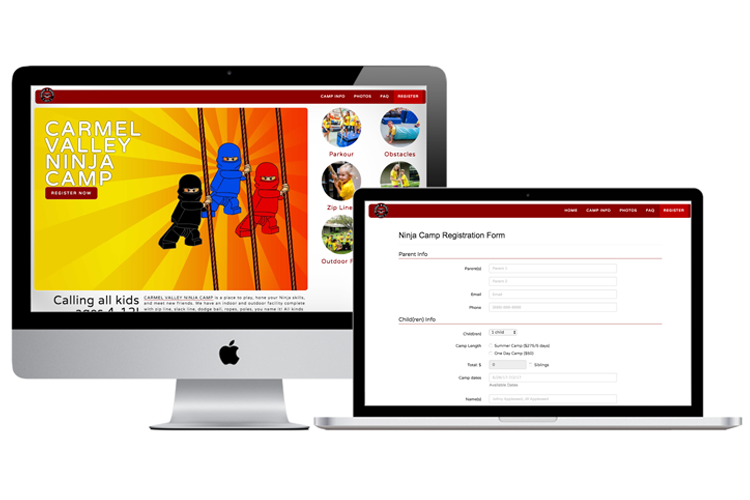 CAMP INFO PHOTOS FAQ REGISTER
CARMEL
VALLEY
NINJA
CAMP
REGISTER NOW
Parkour Obstacles
Zip Line
Outdoor F
Calling all kids
ages 4-12!
CARMEL VALLEY NINJA CAMP is a place to play, hone your Ninja skills,
and meet new friends. We have an indoor and outdoor facility complete
with zip line, slack line, dodge ball, ropes, poles, you name it! All kinds
HOME CAMP INFO PHOTOS FAQ REGISTER
Ninja Camp Registration Form
Parent Info
Parent(s) Parent 1
Parent 2
Email Email
Phone
Child(ren) Info
Child(ren) 1 child
Camp Length Summer Camp ($275/5 days)
One Day Camp ($60)
Total: $ 0 Siblings
Camp dates
Available Dates
Name(s)